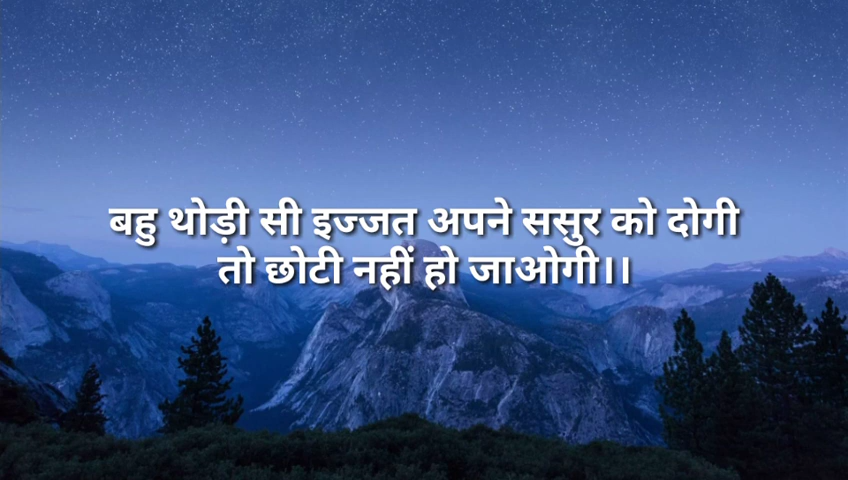 बहु थोड़ी सी इज्जत अपने ससुर को दोगी
तो छोटी नहीं हो जाओगी।।